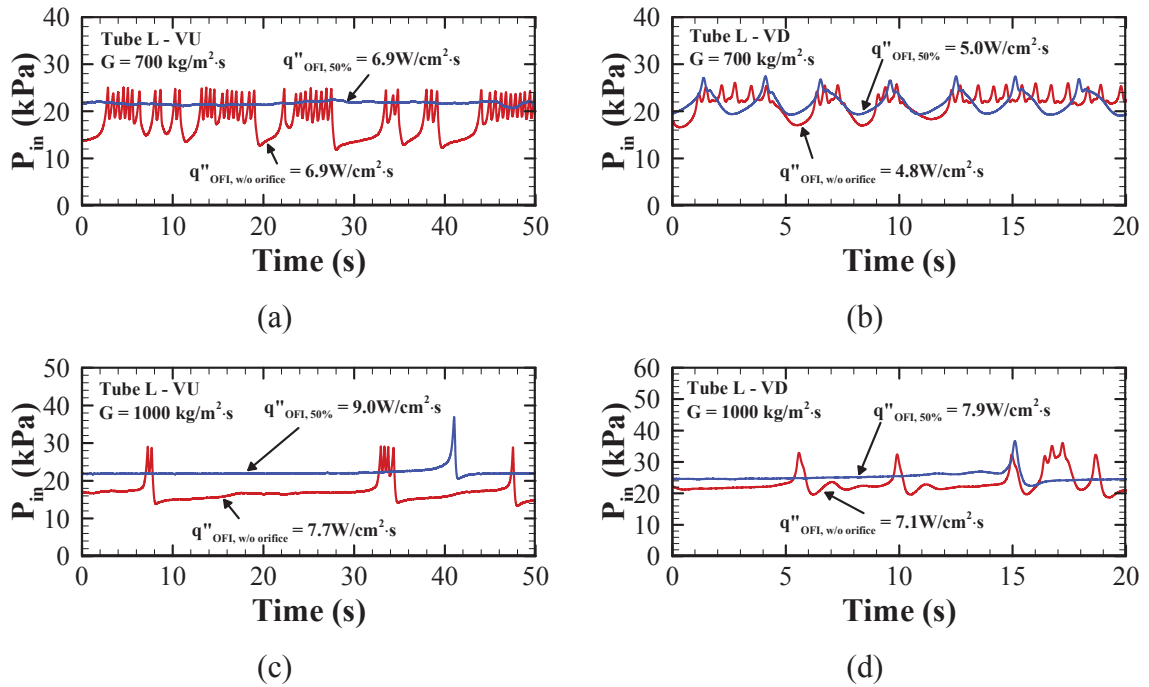 Tube L - VU
G = 700 kg/m²·s
q"OFI, 50% = 6.9W/cm²·s
q"OFI, w/o orifice = 6.9W/cm²·s
P_in (kPa)
40
30
20
10
0
0 10 20 30 40 50
Time (s)
(a)
Tube L - VD
G = 700 kg/m²·s
q"OFI, 50% = 5.0W/cm²·s
q"OFI, w/o orifice = 4.8W/cm²·s
P_in (kPa)
40
30
20
10
0
0 5 10 15 20
Time (s)
(b)
Tube L - VU
G = 1000 kg/m²·s
q"OFI, 50% = 9.0W/cm²·s
q"OFI, w/o orifice = 7.7W/cm²·s
P_in (kPa)
50
40
30
20
10
0
0 10 20 30 40 50
Time (s)
(c)
Tube L - VD
G = 1000 kg/m²·s
q"OFI, 50% = 7.9W/cm²·s
q"OFI, w/o orifice = 7.1W/cm²·s
P_in (kPa)
60
50
40
30
20
10
0
0 5 10 15 20
Time (s)
(d)